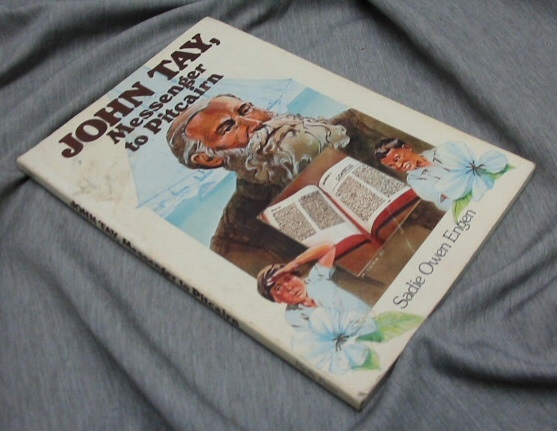 JOHN TAY,
Messenger
to Pitcairn
Sadie Owen Engen
JOHN TAY, Messenger to Pitcairn